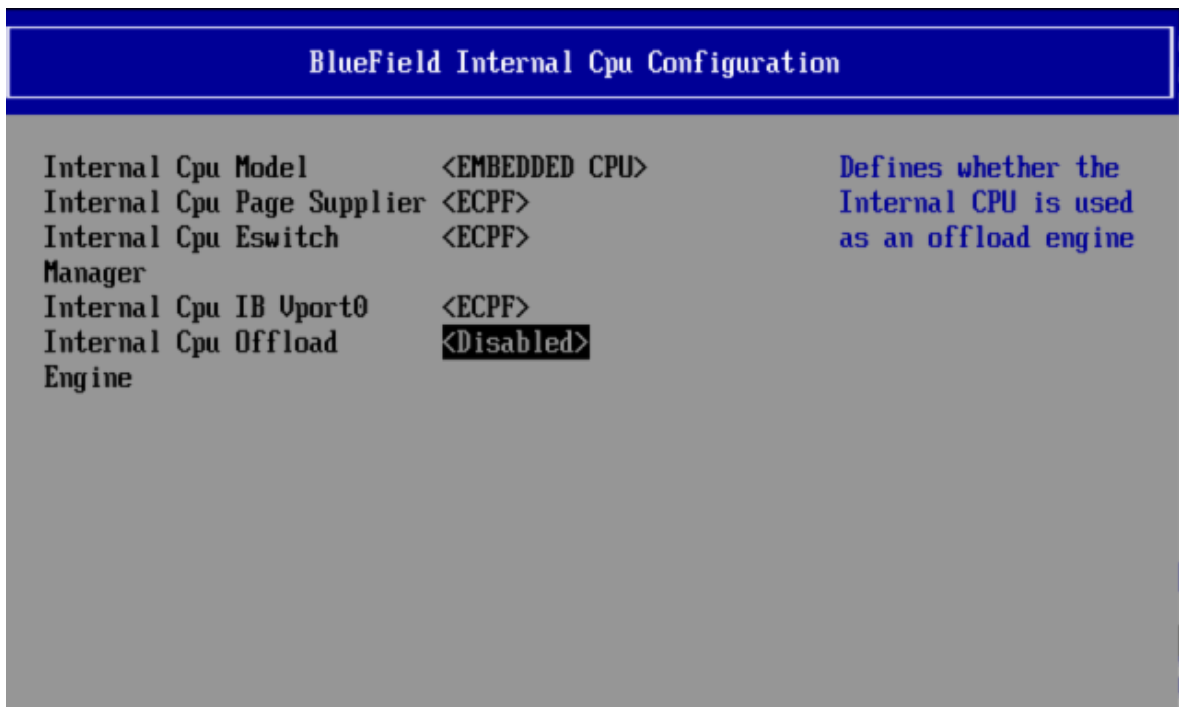 BlueField Internal Cpu Configuration
Internal Cpu Model <EMBEDDED CPU>
Internal Cpu Page Supplier <ECPF>
Internal Cpu Eswitch <ECPF>
Manager
Internal Cpu IB Vport0 <ECPF>
Internal Cpu Offload <Disabled>
Engine
Defines whether the
Internal CPU is used
as an offload engine